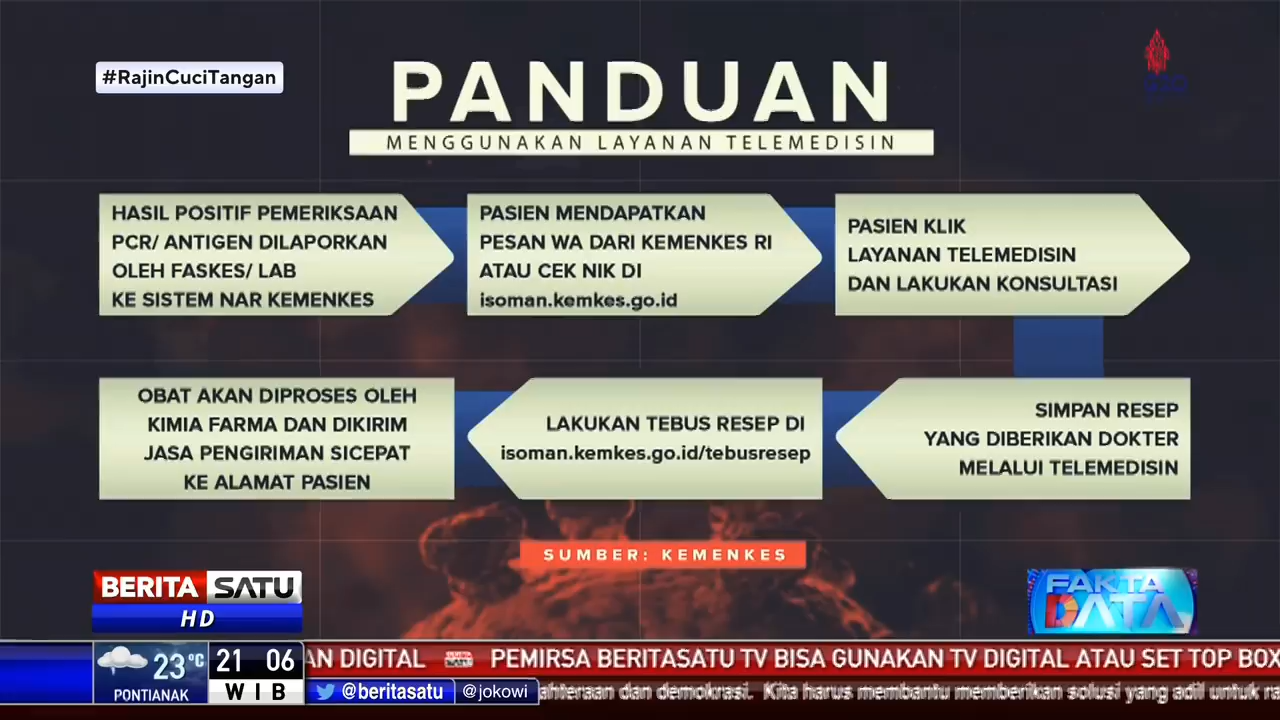 #RajinCuciTangan
PANDUAN
MENGGUNAKAN LAYANAN TELEMEDISIN
HASIL POSITIF PEMERIKSAAN
PCR/ ANTIGEN DILAPORKAN
OLEH FASKES/ LAB
KE SISTEM NAR KEMENKES
PASIEN MENDAPATKAN
PESAN WA DARI KEMENKES RI
ATAU CEK NIK DI
isoman.kemkes.go.id
PASIEN KLIK
LAYANAN TELEMEDISIN
DAN LAKUKAN KONSULTASI
SIMPAN RESEP
YANG DIBERIKAN DOKTER
MELALUI TELEMEDISIN
LAKUKAN TEBUS RESEP DI
isoman.kemkes.go.id/tebusresep
OBAT AKAN DIPROSES OLEH
KIMIA FARMA DAN DIKIRIM
JASA PENGIRIMAN SICEPAT
KE ALAMAT PASIEN
SUMBER: KEMENKES
BERITA SATU
HD
FAKTA
DATA
23°C
PONTIANAK
21 06
WIB
AN DIGITAL PEMIRSA BERITASATU TV BISA GUNAKAN TV DIGITAL ATAU SET TOP BOX
@beritasatu @jokowi ahteraan dan demokrasi. Kita harus membantu memberikan solusi yang adil untuk ra